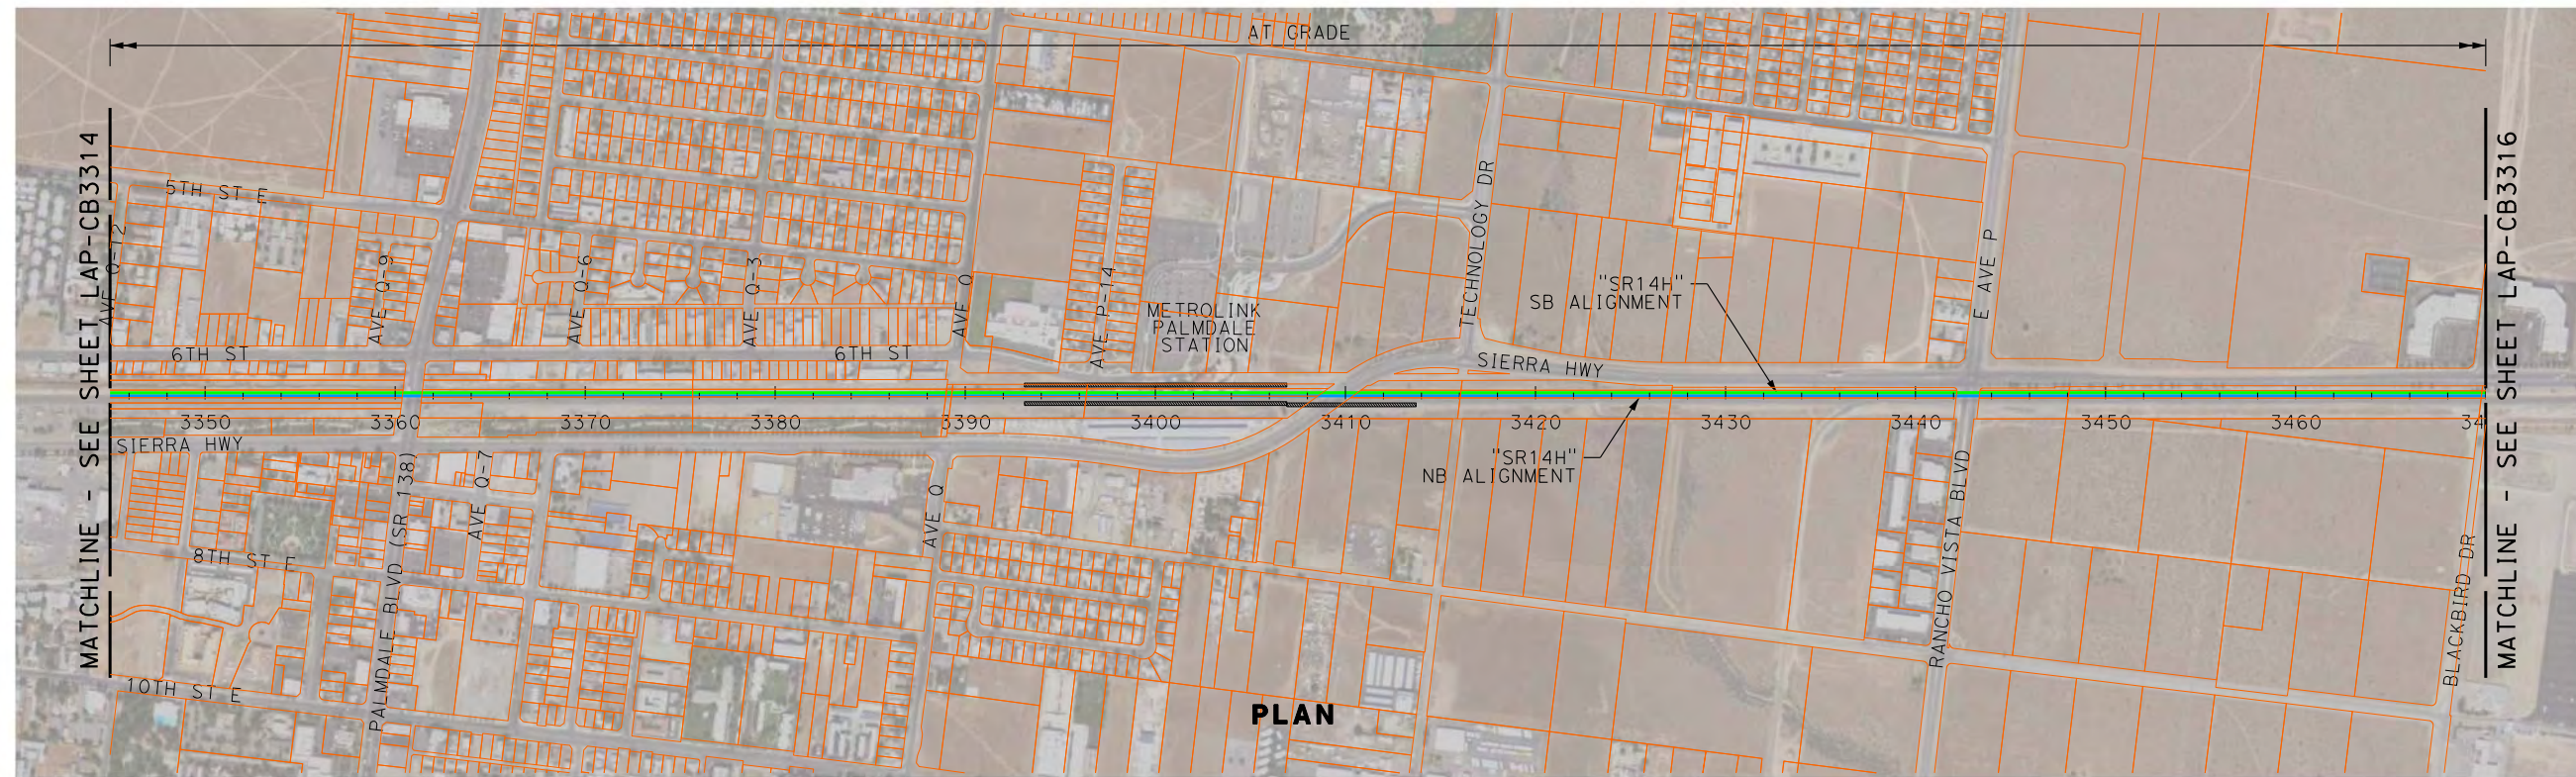 AT GRADE
MATCHLINE - SEE SHEET LAP-CB3314
MATCHLINE - SEE SHEET LAP-CB3316
5TH ST E
AVE Q-12
AVE Q-9
AVE Q-6
AVE Q-3
AVE Q
AVE P-14
METROLINK
PALMDALE
STATION
TECHNOLOGY DR
"SR14H"
SB ALIGNMENT
E AVE P
6TH ST
6TH ST
SIERRA HWY
3350
3360
3370
3380
3390
3400
3410
3420
3430
3440
3450
3460
34
SIERRA HWY
"SR14H"
NB ALIGNMENT
PALMDALE BLVD (SR 138)
AVE Q-7
AVE Q
RANCHO VISTA BLVD
BLACKBIRD DR
8TH ST E
10TH ST E
PLAN